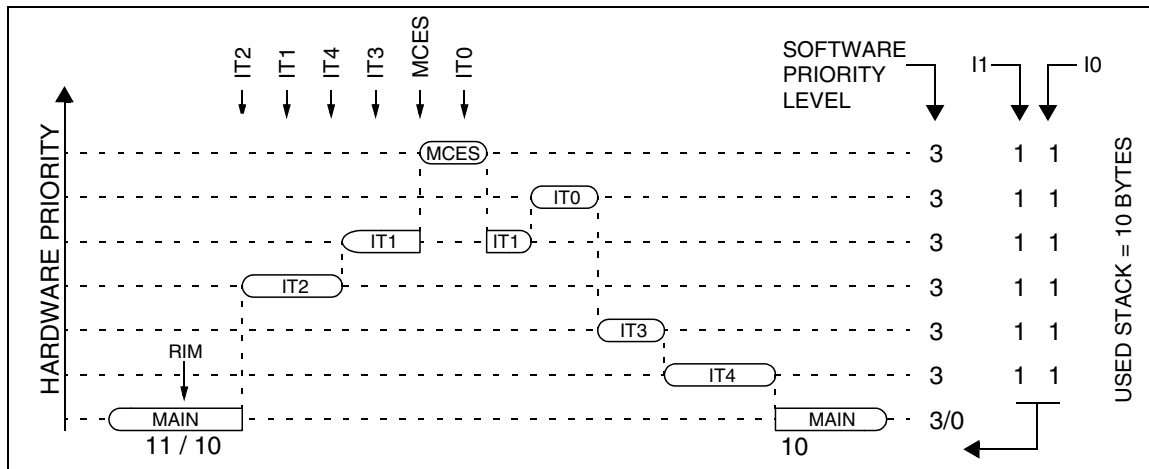 IT2
IT1
IT4
IT3
MCES
IT0
SOFTWARE
PRIORITY
LEVEL
I1
I0
HARDWARE PRIORITY
MCES
3
1 1
IT0
3
1 1
IT1
IT1
3
1 1
IT2
3
1 1
IT3
3
1 1
RIM
IT4
3
1 1
MAIN
MAIN
3/0
11 / 10
10
USED STACK = 10 BYTES